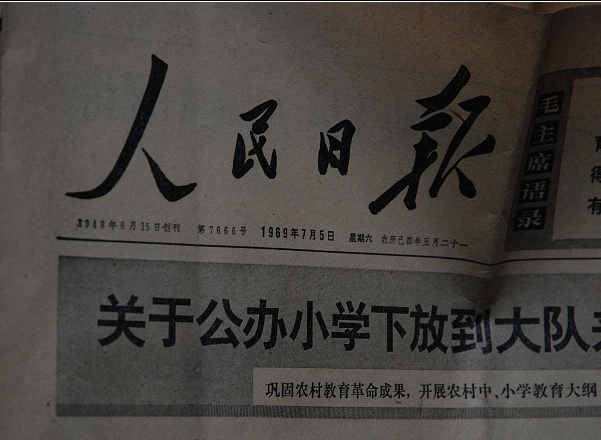 人民日报
1948年6月15日创刊 第7666号 1969年7月5日 星期六 农历己酉年五月二十一
毛主席语录
关于公办小学下放到大队
巩固农村教育革命成果,开展农村中、小学教育大纲